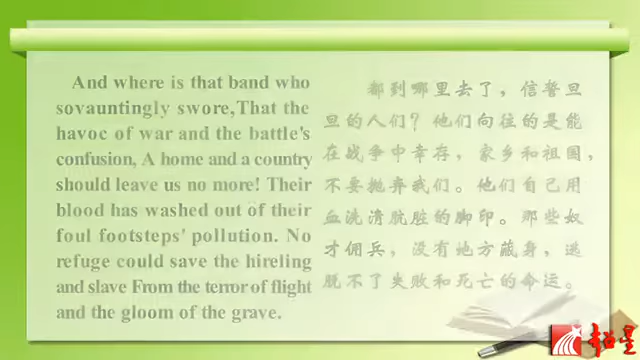 And where is that band who
sovauntingly swore,That the
havoc of war and the battle's
confusion, A home and a country
should leave us no more! Their
blood has washed out of their
foul footsteps' pollution. No
refuge could save the hireling
and slave From the terror of flight
and the gloom of the grave.
都到哪里去了，信誓旦
旦的人们？他们向往的是能
在战争中幸存，家乡和祖国，
不要抛弃我们。他们自己用
血洗清肮脏的脚印。那些奴
才佣兵，没有地方藏身，逃
脱不了失败和死亡的命运。
超星